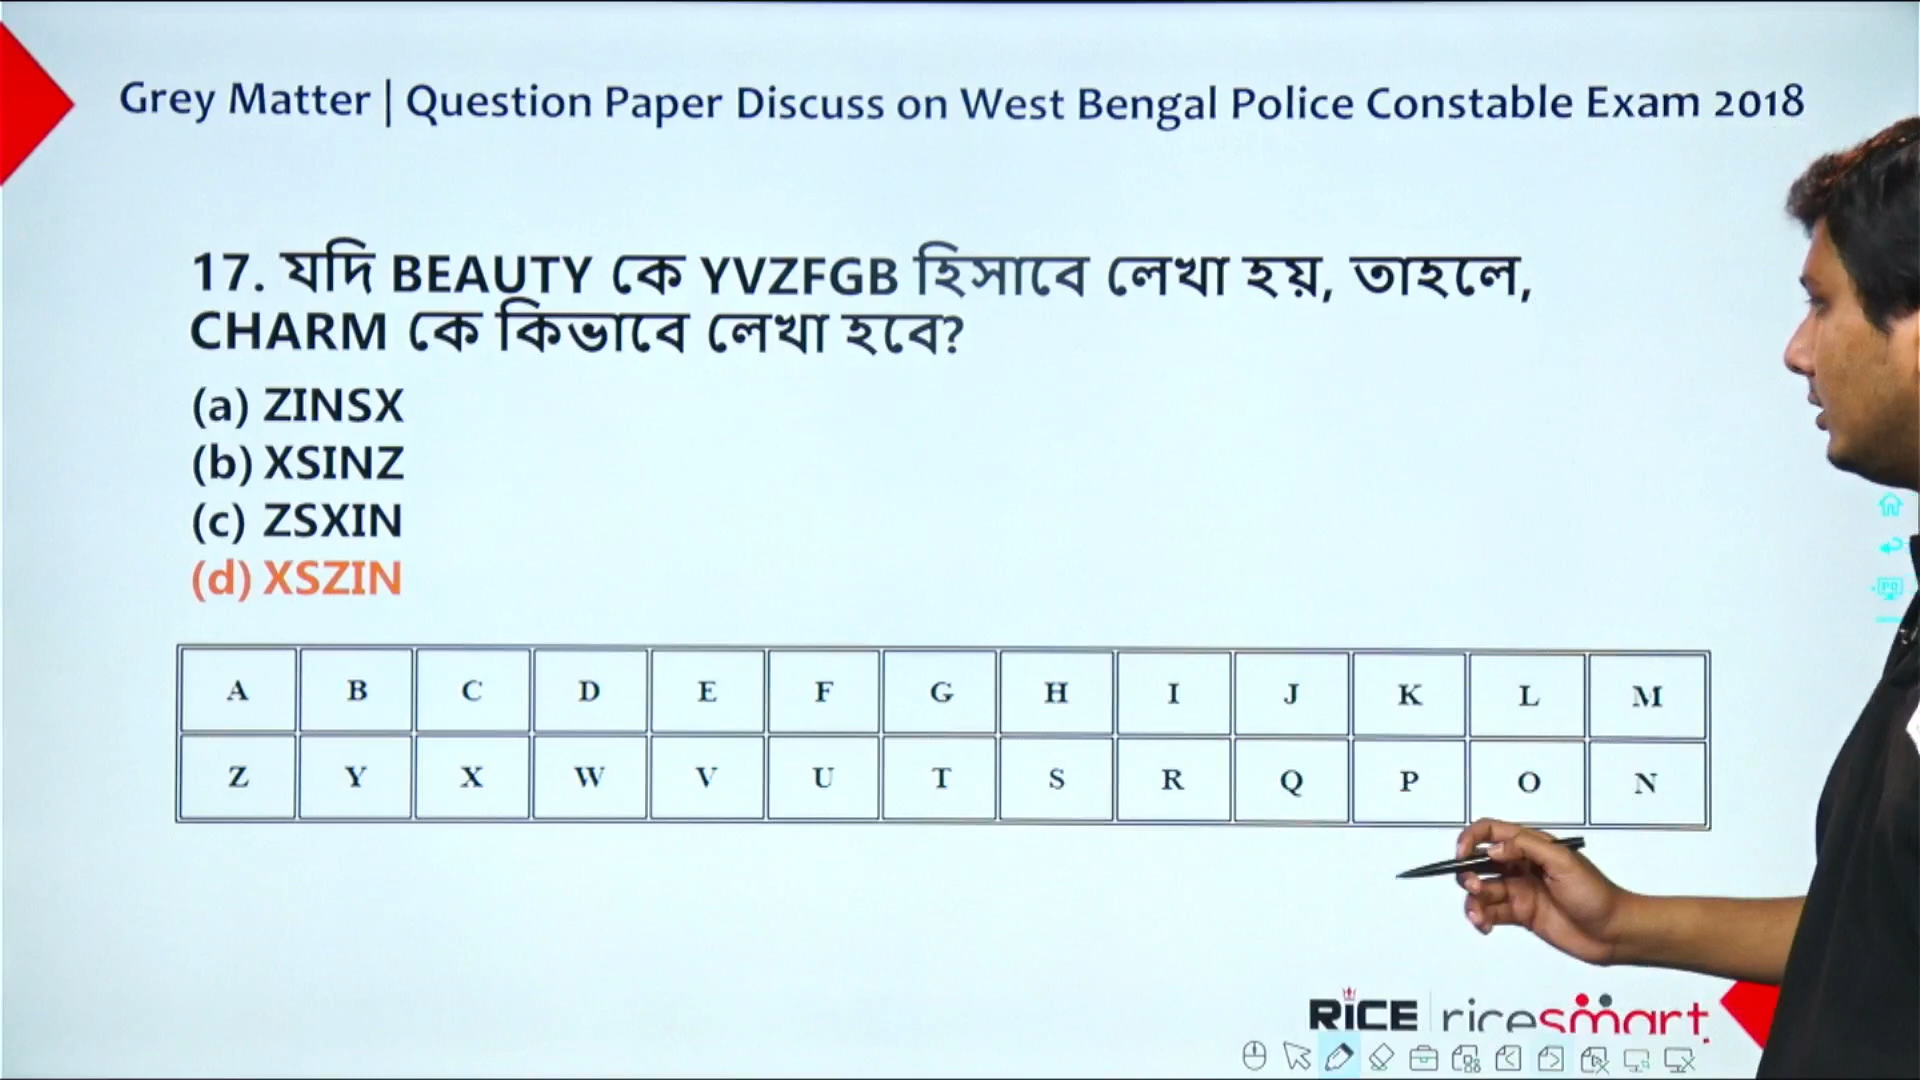 Grey Matter | Question Paper Discuss on West Bengal Police Constable Exam 2018
17. যদি BEAUTY কে YVZFGB হিসাবে লেখা হয়, তাহলে,
CHARM কে কিভাবে লেখা হবে?
(a) ZINSX
(b) XSINZ
(c) ZSXIN
(d) XSZIN
A B C D E F G H I J K L M
Z Y X W V U T S R Q P O N
RICE ricesmart